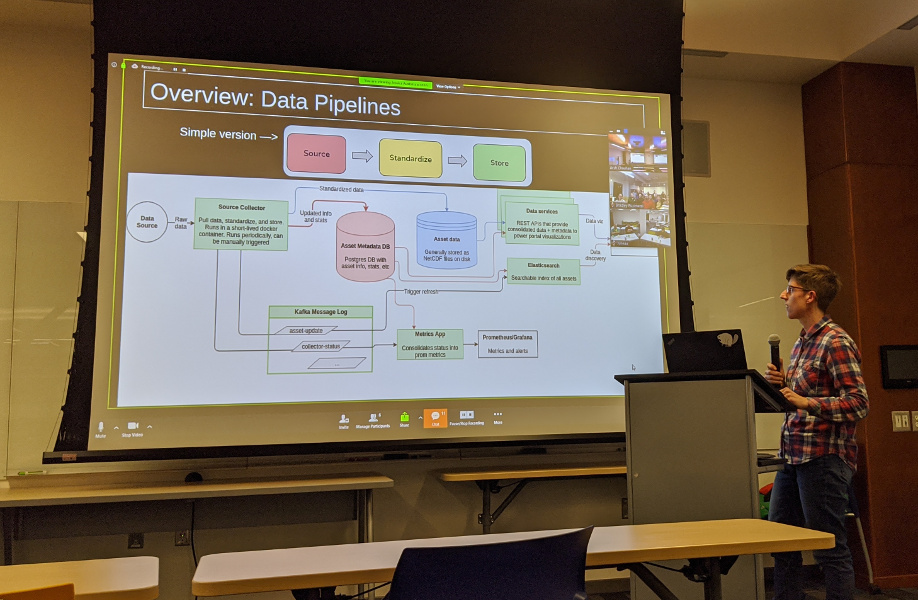 Recording...
View Options
Overview: Data Pipelines
Simple version —>
Source
Standardize
Store
Standardized data
Data
Source
Raw
data
Source Collector
Pull data, standardize, and store
Runs in a short-lived docker
container. Runs periodically, can
be manually triggered
Updated info
and stats
Asset Metadata DB
Postgres DB with
asset info, stats, etc
Asset data
Generally stored as
NetCDF files on disk
Data services
REST APIs that provide
consolidated data + metadata to
power portal visualizations
Data viz
Data
discovery
Elasticsearch
Searchable index of all assets
Trigger refresh
Kafka Message Log
asset-update
collector-status
...
Metrics App
Consolidates status into
prom metrics
Prometheus/Grafana
Metrics and alerts
Mute
Stop Video
Invite
Manage Participants
Share
Chat
Pause/Stop Recording
More